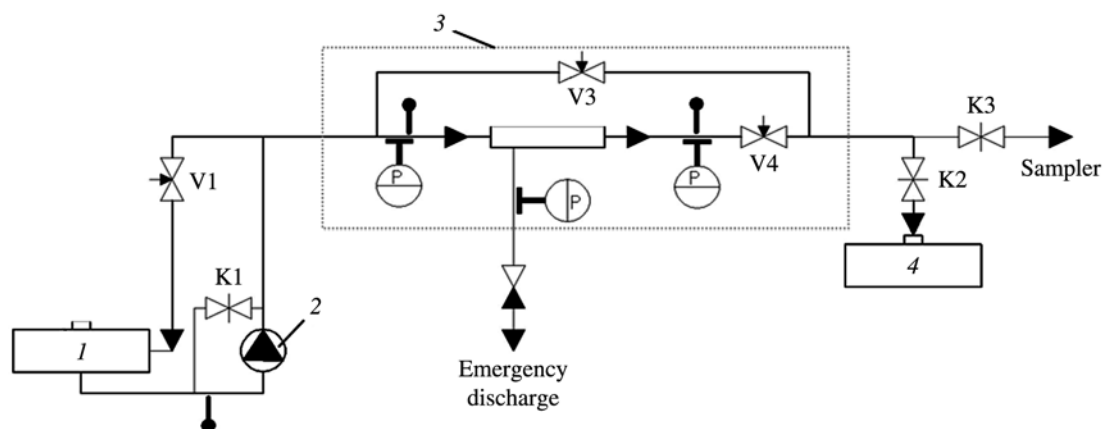 3
V3
K3
V1
P
P
P
V4
K2
Sampler
K1
2
4
1
Emergency
discharge